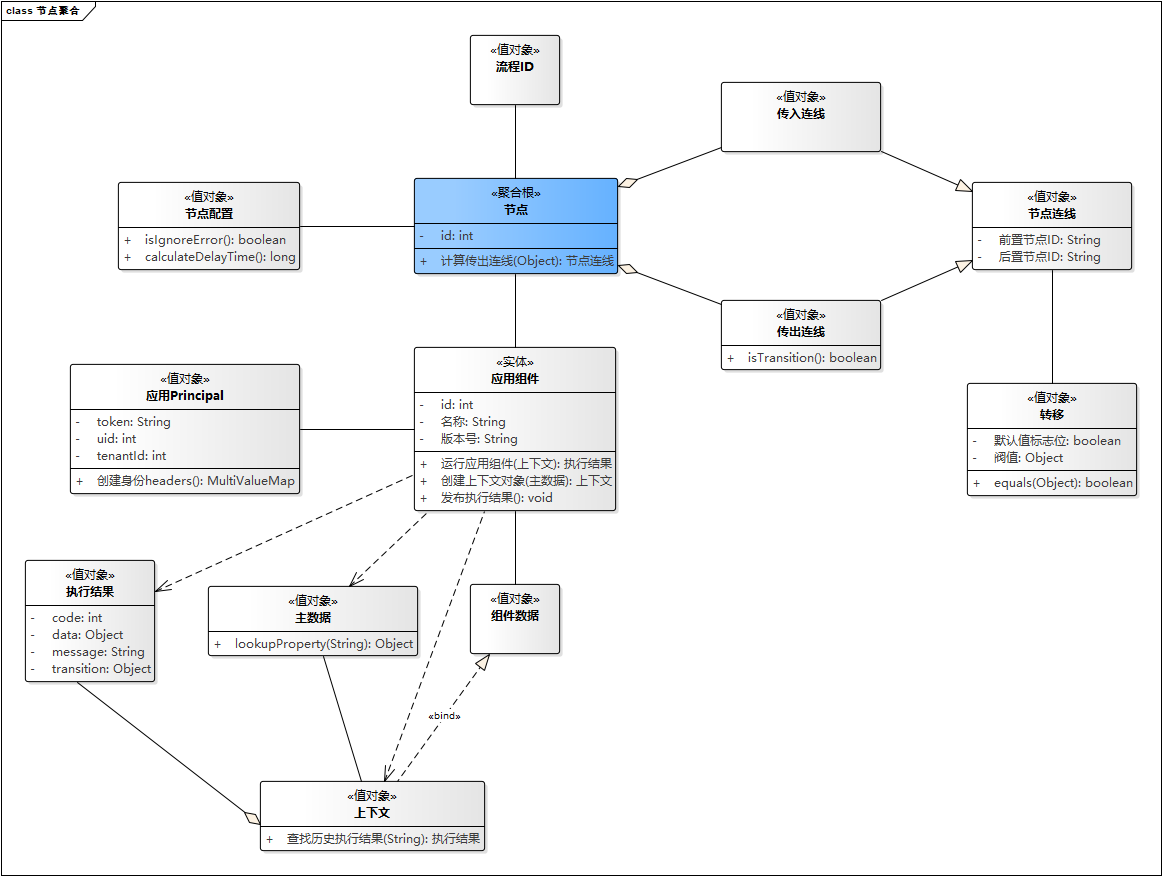 class 节点聚合
«值对象»
流程ID
«值对象»
传入连线
«值对象»
节点配置
+ isIgnoreError(): boolean
+ calculateDelayTime(): long
«聚合根»
节点
- id: int
+ 计算传出连线(Object): 节点连线
«值对象»
节点连线
- 前置节点ID: String
- 后置节点ID: String
«值对象»
传出连线
+ isTransition(): boolean
«值对象»
应用Principal
- token: String
- uid: int
- tenantId: int
+ 创建身份headers(): MultiValueMap
«实体»
应用组件
- id: int
- 名称: String
- 版本号: String
+ 运行应用组件(上下文): 执行结果
+ 创建上下文对象(主数据): 上下文
+ 发布执行结果(): void
«值对象»
转移
- 默认值标志位: boolean
- 阀值: Object
+ equals(Object): boolean
«值对象»
执行结果
- code: int
- data: Object
- message: String
- transition: Object
«值对象»
主数据
+ lookupProperty(String): Object
«值对象»
组件数据
«bind»
«值对象»
上下文
+ 查找历史执行结果(String): 执行结果